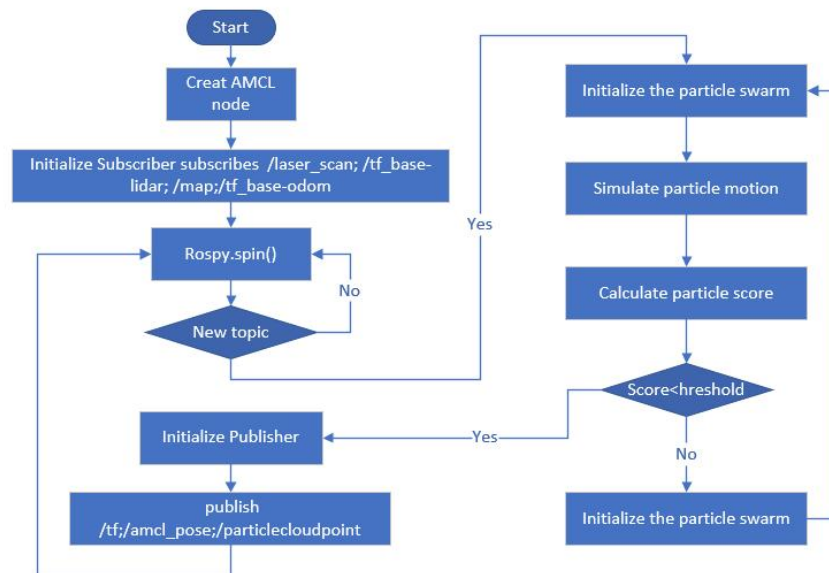 Start
Creat AMCL
node
Initialize Subscriber subscribes /laser_scan; /tf_base-
lidar; /map;/tf_base-odom
Rospy.spin()
No
New topic
Yes
Initialize the particle swarm
Simulate particle motion
Calculate particle score
Score<hreshold
Yes
No
Initialize Publisher
publish
/tf;/amcl_pose;/particlecloudpoint
Initialize the particle swarm